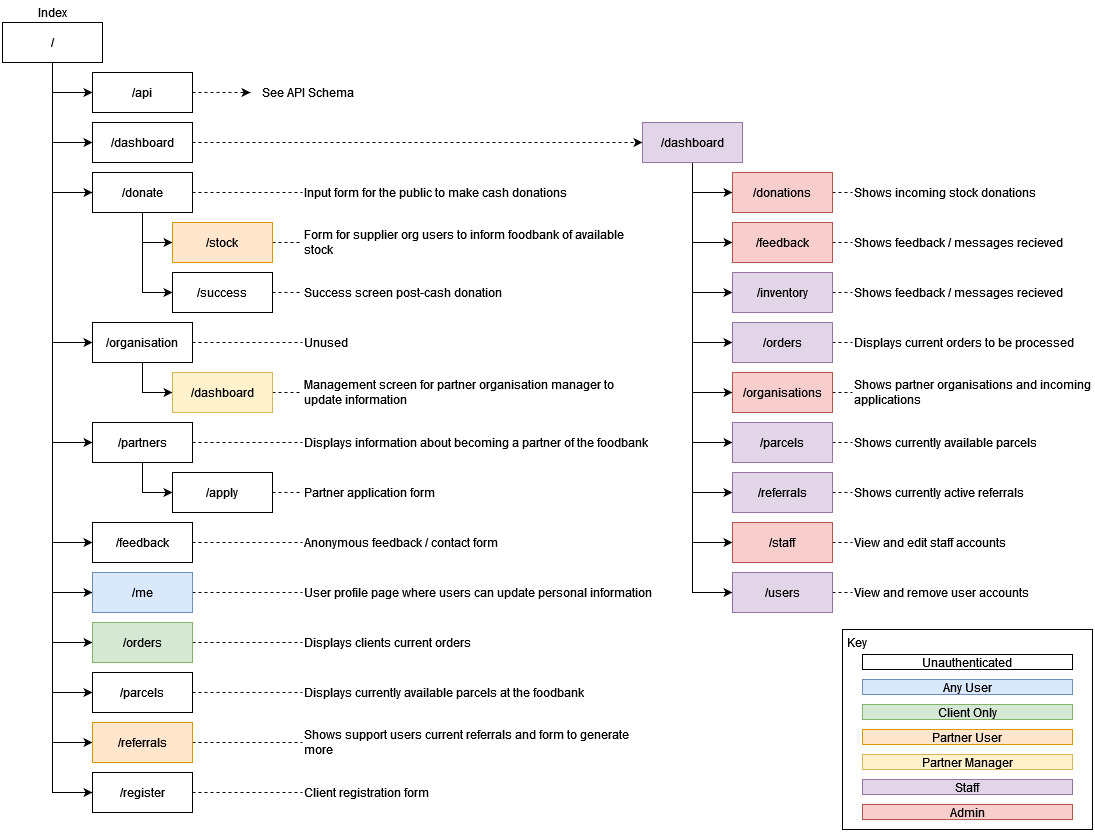 Index
/
/api
See API Schema
/dashboard
/dashboard
/donate
Input form for the public to make cash donations
/donations
Shows incoming stock donations
/stock
Form for supplier org users to inform foodbank of available
stock
/feedback
Shows feedback / messages recieved
/success
Success screen post-cash donation
/inventory
Shows feedback / messages recieved
/organisation
Unused
/orders
Displays current orders to be processed
/dashboard
Management screen for partner organisation manager to
update information
/organisations
Shows partner organisations and incoming
applications
/partners
Displays information about becoming a partner of the foodbank
/parcels
Shows currently available parcels
/apply
Partner application form
/referrals
Shows currently active referrals
/feedback
Anonymous feedback / contact form
/staff
View and edit staff accounts
/me
User profile page where users can update personal information
/users
View and remove user accounts
/orders
Displays clients current orders
/parcels
Displays currently available parcels at the foodbank
/referrals
Shows support users current referrals and form to generate
more
/register
Client registration form
Key
Unauthenticated
Any User
Client Only
Partner User
Partner Manager
Staff
Admin